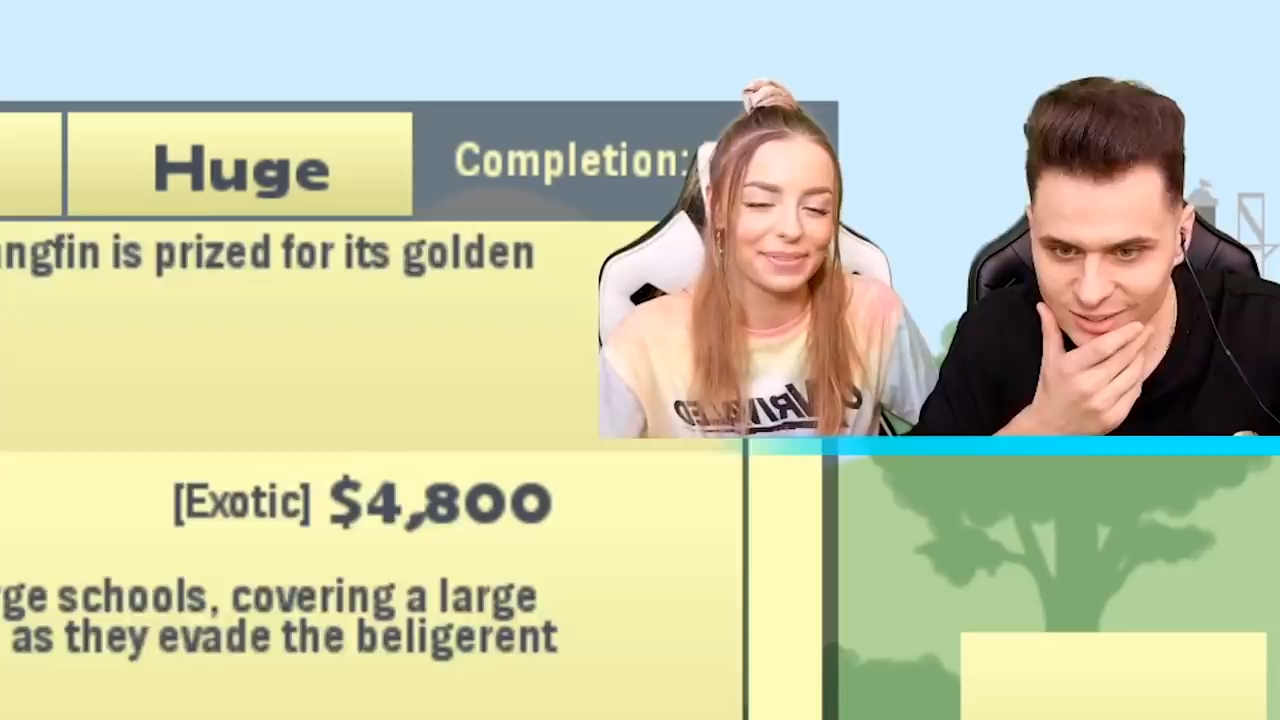 Huge
Completion:
ngfin is prized for its golden
[Exotic] $4,800
ge schools, covering a large
as they evade the beligerent